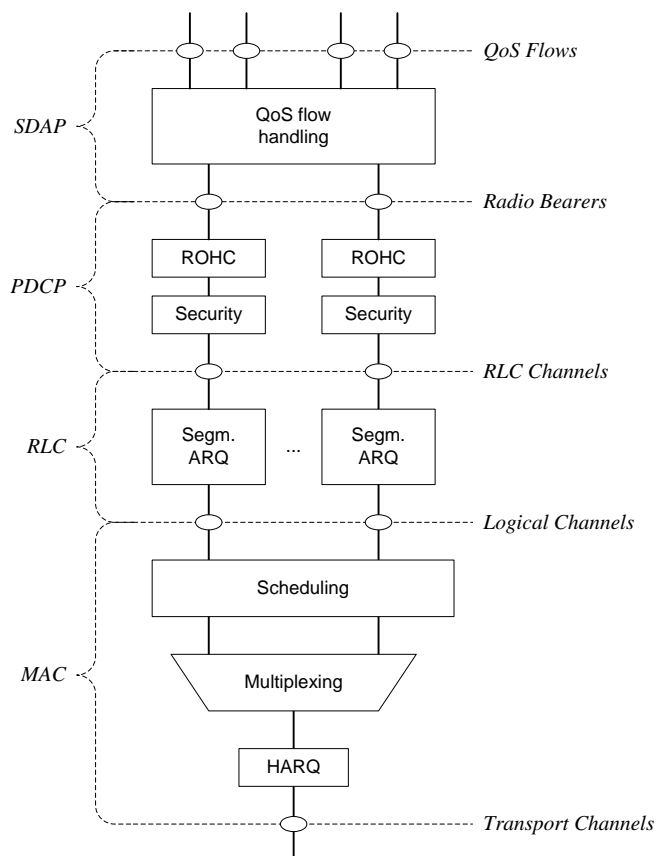 QoS Flows
QoS flow
handling
SDAP
Radio Bearers
ROHC
ROHC
PDCP
Security
Security
RLC Channels
Segm.
ARQ
...
Segm.
ARQ
RLC
Logical Channels
Scheduling
MAC
Multiplexing
HARQ
Transport Channels